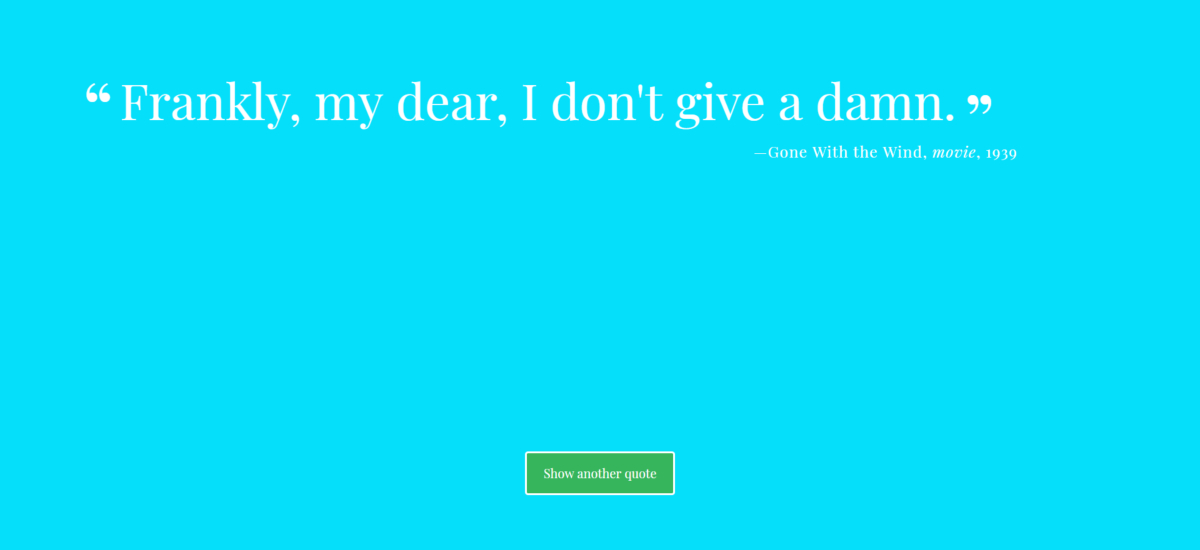 “ Frankly, my dear, I don't give a damn. ”
—Gone With the Wind, movie, 1939
Show another quote